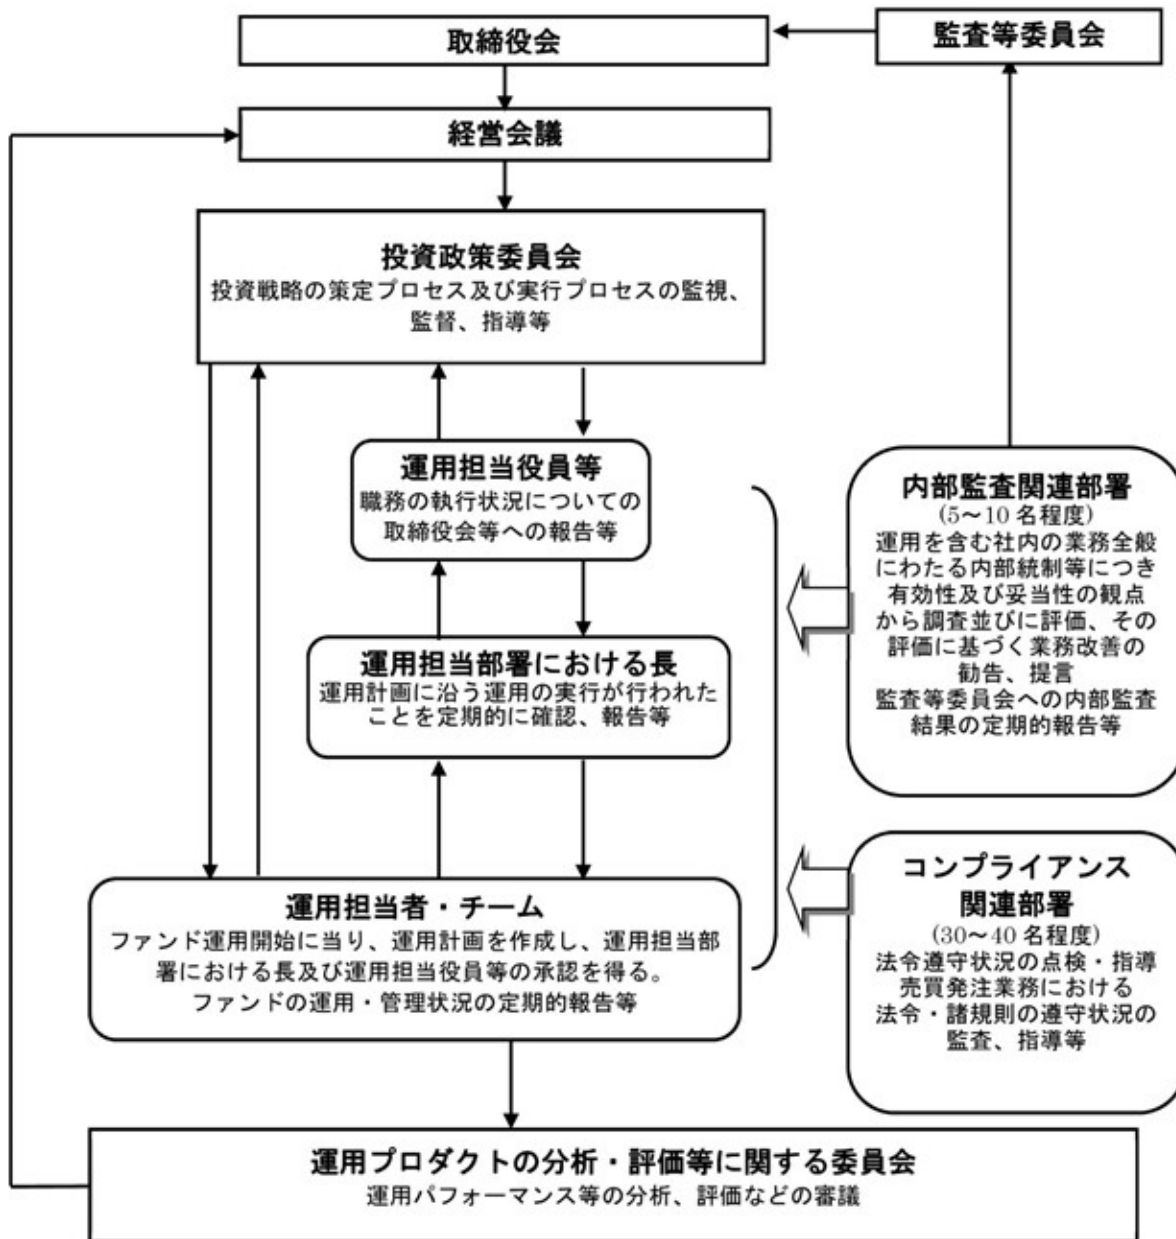 取締役会
監査等委員会
経営会議
投資政策委員会
投資戦略の策定プロセス及び実行プロセスの監視、
監督、指導等
運用担当役員等
職務の執行状況についての
取締役会等への報告等
運用担当部署における長
運用計画に沿う運用の実行が行われた
ことを定期的に確認、報告等
運用担当者・チーム
ファンド運用開始に当り、運用計画を作成し、運用担当部
署における長及び運用担当役員等の承認を得る。
ファンドの運用・管理状況の定期的報告等
内部監査関連部署
(5～10 名程度)
運用を含む社内の業務全般
にわたる内部統制等につき
有効性及び妥当性の観点
から調査並びに評価、その
評価に基づく業務改善の
勧告、提言
監査等委員会への内部監査
結果の定期的報告等
コンプライアンス
関連部署
(30～40 名程度)
法令遵守状況の点検・指導
売買発注業務における
法令・諸規則の遵守状況の
監査、指導等
運用プロダクトの分析・評価等に関する委員会
運用パフォーマンス等の分析、評価などの審議